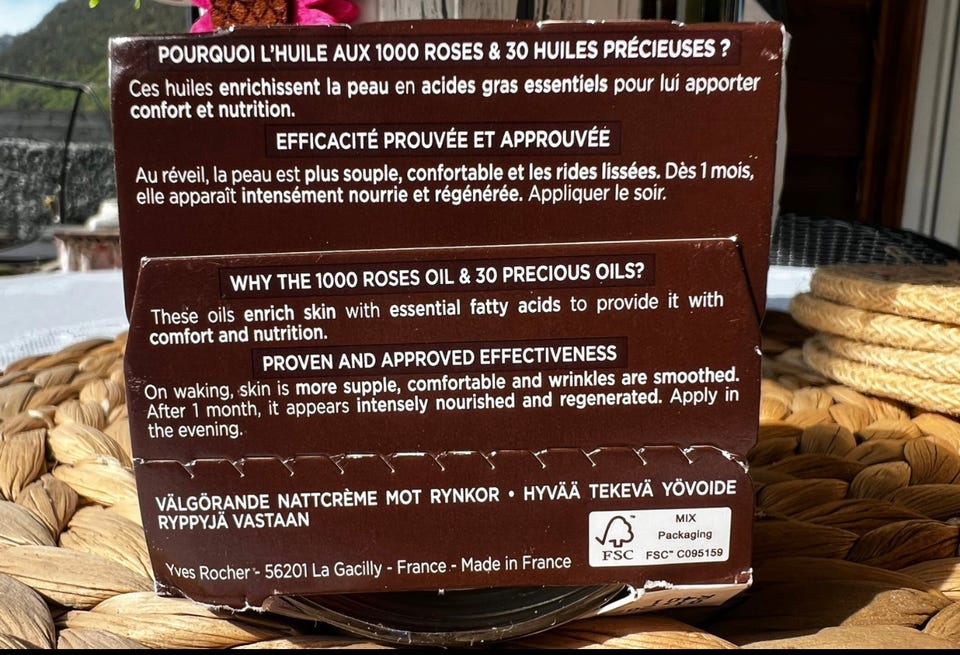 POURQUOI L'HUILE AUX 1000 ROSES & 30 HUILES PRÉCIEUSES ?
Ces huiles enrichissent la peau en acides gras essentiels pour lui apporter
confort et nutrition.
EFFICACITÉ PROUVÉE ET APPROUVÉE
Au réveil, la peau est plus souple, confortable et les rides lissées. Dès 1 mois,
elle apparaît intensément nourrie et régénérée. Appliquer le soir.
WHY THE 1000 ROSES OIL & 30 PRECIOUS OILS?
These oils enrich skin with essential fatty acids to provide it with
comfort and nutrition.
PROVEN AND APPROVED EFFECTIVENESS
On waking, skin is more supple, comfortable and wrinkles are smoothed.
After 1 month, it appears intensely nourished and regenerated. Apply in
the evening.
VÄLGÖRANDE NATTCRÈME MOT RYNKOR • HYVÄÄ TEKEVÄ YÖVOIDE
RYPPYJÄ VASTAAN
MIX
Packaging
FSC™ C095159
FSC
Yves Rocher - 56201 La Gacilly - France - Made in France